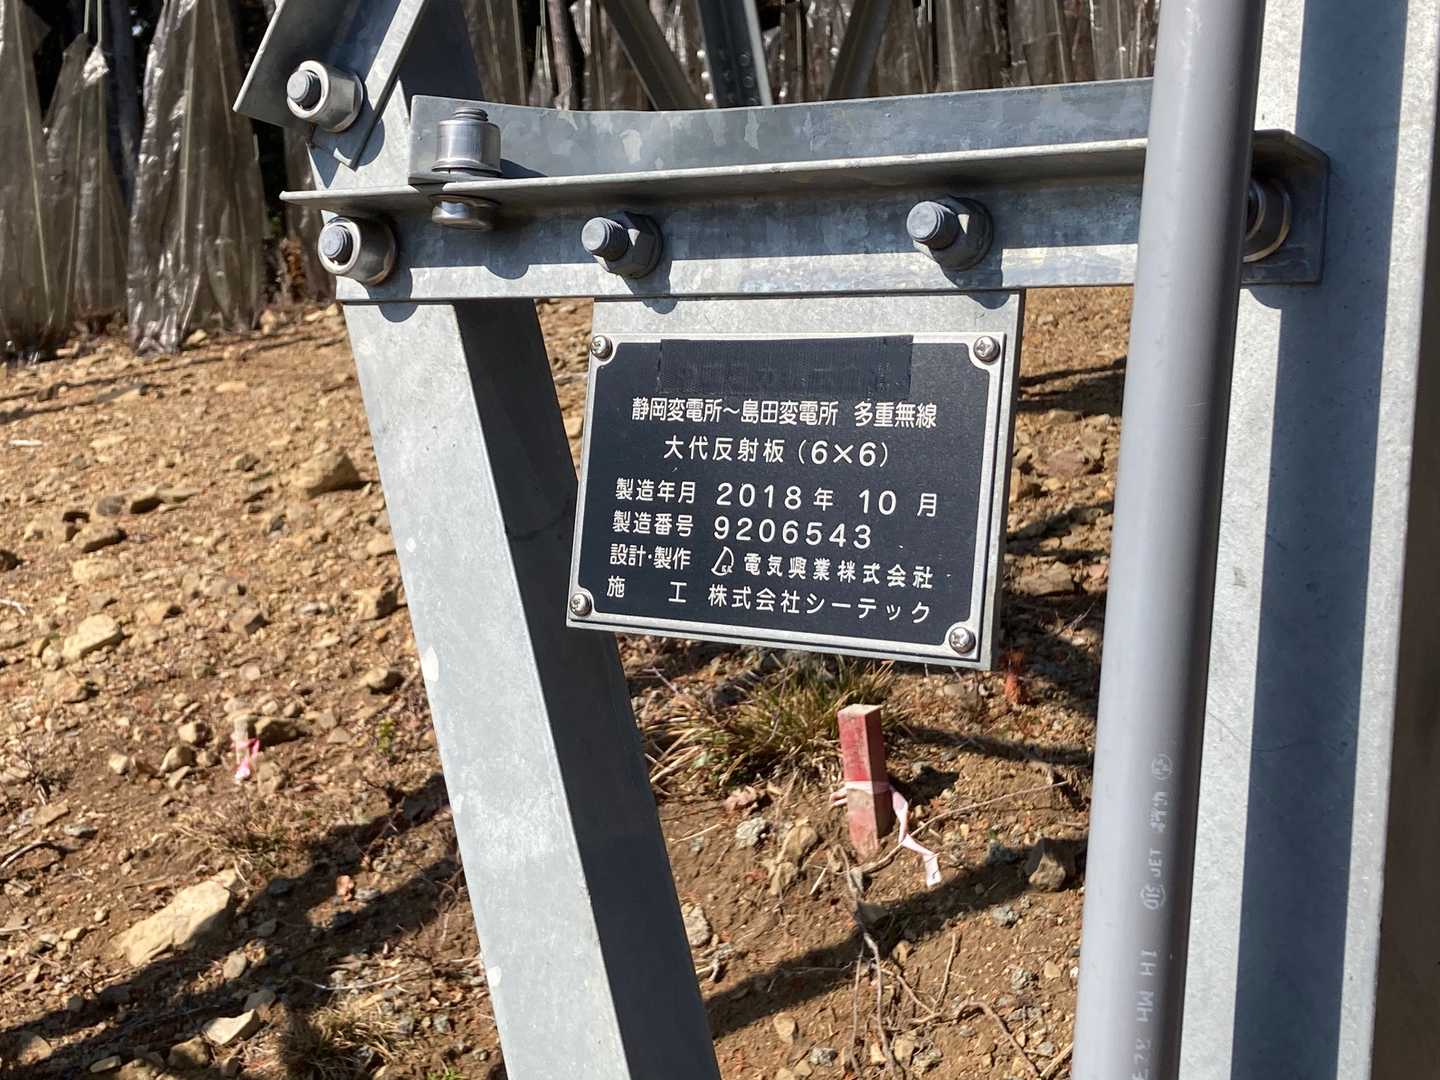 静岡変電所～島田変電所 多重無線
大代反射板(6×6)
製造年月 2018年 10月
製造番号 9206543
設計・製作 電気興業株式会社
施 工 株式会社シーテック